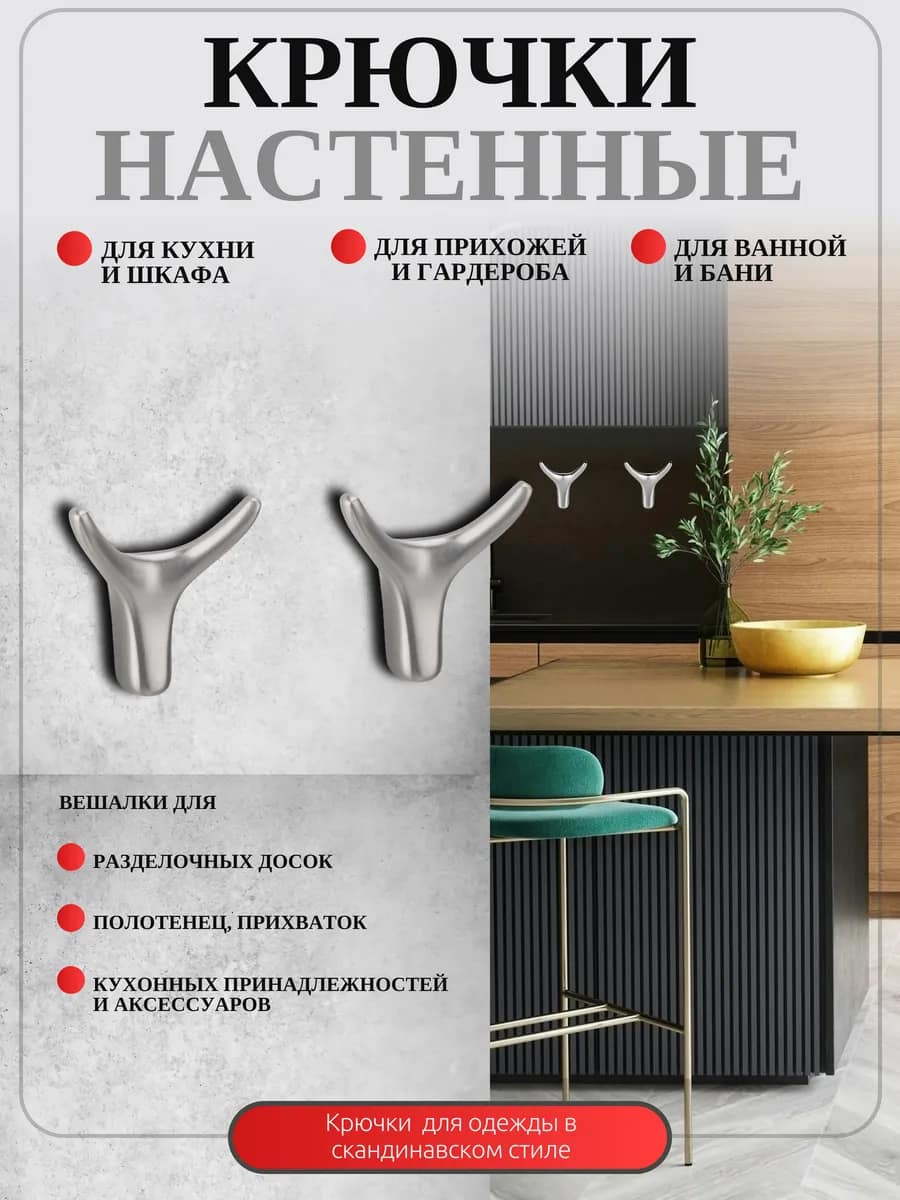 КРЮЧКИ
НАСТЕННЫЕ
ДЛЯ КУХНИ
И ШКАФА
ДЛЯ ПРИХОЖЕЙ
И ГАРДЕРОБА
ДЛЯ ВАННОЙ
И БАНИ
ВЕШАЛКИ ДЛЯ
РАЗДЕЛОЧНЫХ ДОСОК
ПОЛОТЕНЕЦ, ПРИХВАТОК
КУХОННЫХ ПРИНАДЛЕЖНОСТЕЙ
И АКСЕССУАРОВ
Крючки для одежды в
скандинавском стиле